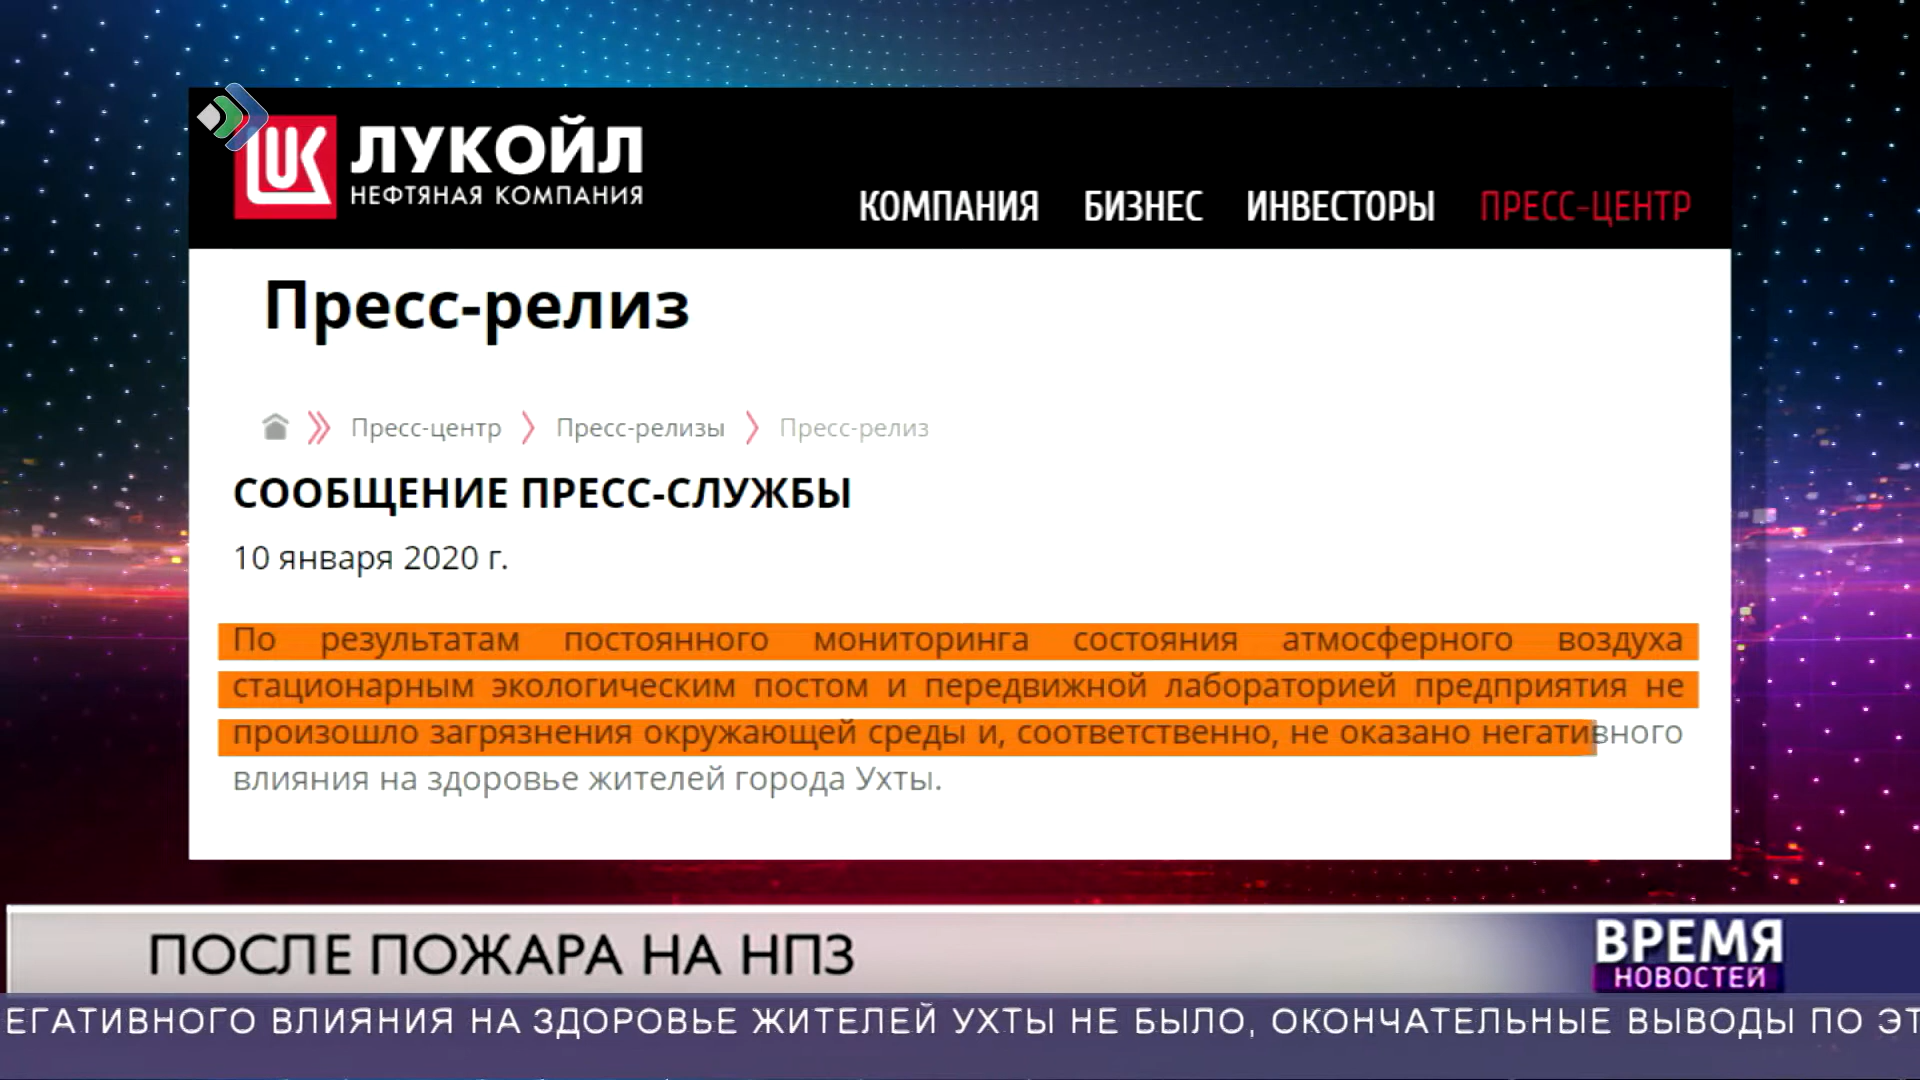 ЛУКОЙЛ
НЕФТЯНАЯ КОМПАНИЯ
КОМПАНИЯ БИЗНЕС ИНВЕСТОРЫ ПРЕСС-ЦЕНТР
Пресс-релиз
Пресс-центр Пресс-релизы Пресс-релиз
СООБЩЕНИЕ ПРЕСС-СЛУЖБЫ
10 января 2020 г.
По результатам постоянного мониторинга состояния атмосферного воздуха
стационарным экологическим постом и передвижной лабораторией предприятия не
произошло загрязнения окружающей среды и, соответственно, не оказано негативного
влияния на здоровье жителей города Ухты.
ПОСЛЕ ПОЖАРА НА НПЗ
ВРЕМЯ
НОВОСТЕЙ
ЕГАТИВНОГО ВЛИЯНИЯ НА ЗДОРОВЬЕ ЖИТЕЛЕЙ УХТЫ НЕ БЫЛО, ОКОНЧАТЕЛЬНЫЕ ВЫВОДЫ ПО ЭТ